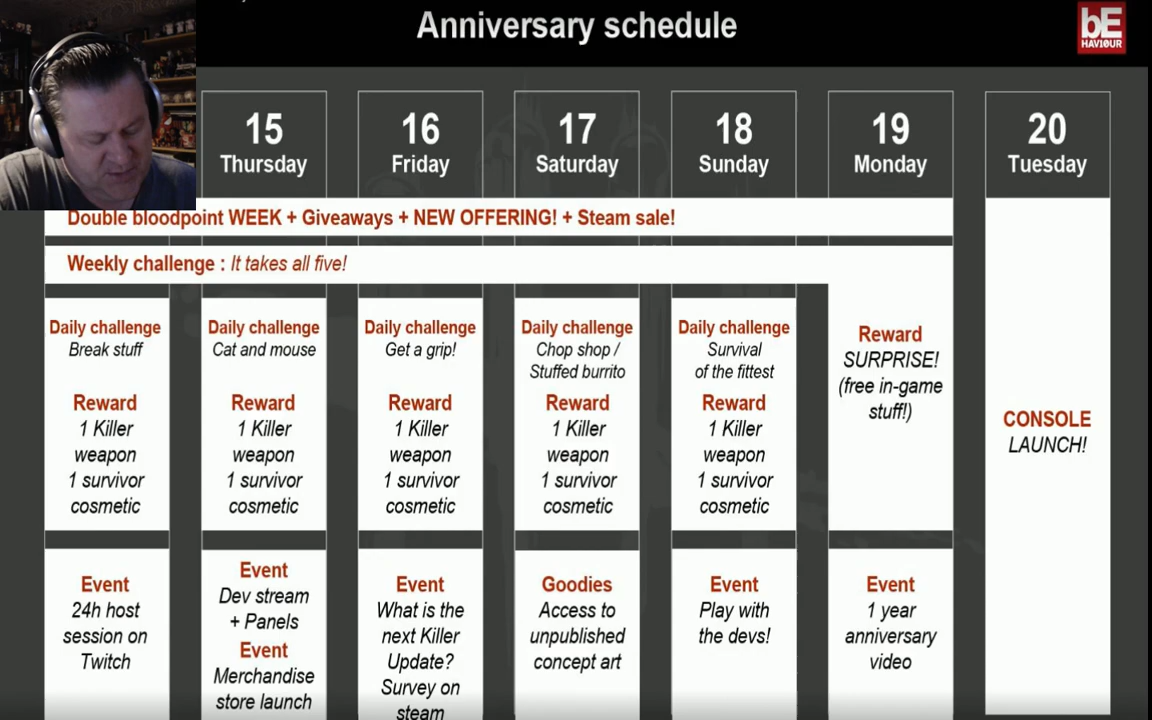 Anniversary schedule
bE
HAVIOUR
15
Thursday
16
Friday
17
Saturday
18
Sunday
19
Monday
20
Tuesday
Double bloodpoint WEEK + Giveaways + NEW OFFERING! + Steam sale!
Weekly challenge : It takes all five!
Daily challenge
Break stuff
Reward
1 Killer
weapon
1 survivor
cosmetic
Event
24h host
session on
Twitch
Daily challenge
Cat and mouse
Reward
1 Killer
weapon
1 survivor
cosmetic
Event
Dev stream
+ Panels
Event
Merchandise
store launch
Daily challenge
Get a grip!
Reward
1 Killer
weapon
1 survivor
cosmetic
Event
What is the
next Killer
Update?
Survey on
steam
Daily challenge
Chop shop /
Stuffed burrito
Reward
1 Killer
weapon
1 survivor
cosmetic
Goodies
Access to
unpublished
concept art
Daily challenge
Survival
of the fittest
Reward
1 Killer
weapon
1 survivor
cosmetic
Event
Play with
the devs!
Reward
SURPRISE!
(free in-game
stuff!)
Event
1 year
anniversary
video
CONSOLE
LAUNCH!